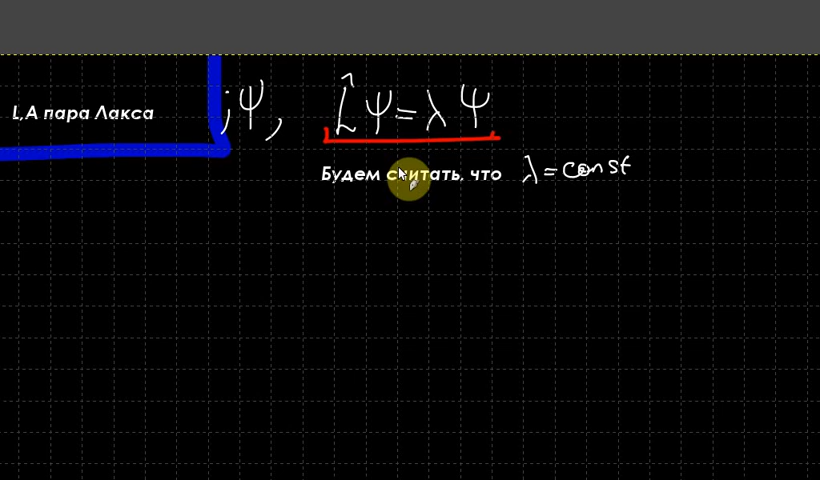 L,A пара Лакса
;Ψ, L̂Ψ=λΨ
Будем считать, что λ=const